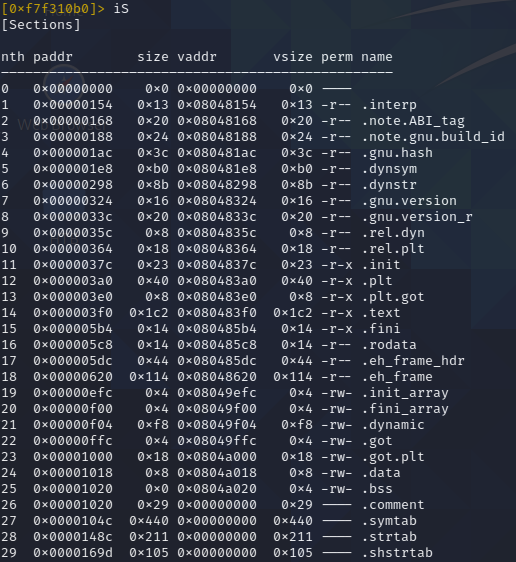 [0×f7f310b0]> iS
[Sections]
nth paddr size vaddr vsize perm name
0 0×00000000 0×0 0×00000000 0×0 ----
1 0×00000154 0×13 0×08048154 0×13 -r-- .interp
2 0×00000168 0×20 0×08048168 0×20 -r-- .note.ABI_tag
3 0×00000188 0×24 0×08048188 0×24 -r-- .note.gnu.build_id
4 0×000001ac 0×3c 0×080481ac 0×3c -r-- .gnu.hash
5 0×000001e8 0×b0 0×080481e8 0×b0 -r-- .dynsym
6 0×00000298 0×8b 0×08048298 0×8b -r-- .dynstr
7 0×00000324 0×16 0×08048324 0×16 -r-- .gnu.version
8 0×0000033c 0×20 0×0804833c 0×20 -r-- .gnu.version_r
9 0×0000035c 0×8 0×0804835c 0×8 -r-- .rel.dyn
10 0×00000364 0×18 0×08048364 0×18 -r-- .rel.plt
11 0×0000037c 0×23 0×0804837c 0×23 -r-x .init
12 0×000003a0 0×40 0×080483a0 0×40 -r-x .plt
13 0×000003e0 0×8 0×080483e0 0×8 -r-x .plt.got
14 0×000003f0 0×1c2 0×080483f0 0×1c2 -r-x .text
15 0×000005b4 0×14 0×080485b4 0×14 -r-x .fini
16 0×000005c8 0×14 0×080485c8 0×14 -r-- .rodata
17 0×000005dc 0×44 0×080485dc 0×44 -r-- .eh_frame_hdr
18 0×00000620 0×114 0×08048620 0×114 -r-- .eh_frame
19 0×00000efc 0×4 0×08049efc 0×4 -rw- .init_array
20 0×00000f00 0×4 0×08049f00 0×4 -rw- .fini_array
21 0×00000f04 0×f8 0×08049f04 0×f8 -rw- .dynamic
22 0×00000ffc 0×4 0×08049ffc 0×4 -rw- .got
23 0×00001000 0×18 0×0804a000 0×18 -rw- .got.plt
24 0×00001018 0×8 0×0804a018 0×8 -rw- .data
25 0×00001020 0×0 0×0804a020 0×4 -rw- .bss
26 0×00001020 0×29 0×00000000 0×29 ---- .comment
27 0×0000104c 0×440 0×00000000 0×440 ---- .symtab
28 0×0000148c 0×211 0×00000000 0×211 ---- .strtab
29 0×0000169d 0×105 0×00000000 0×105 ---- .shstrtab